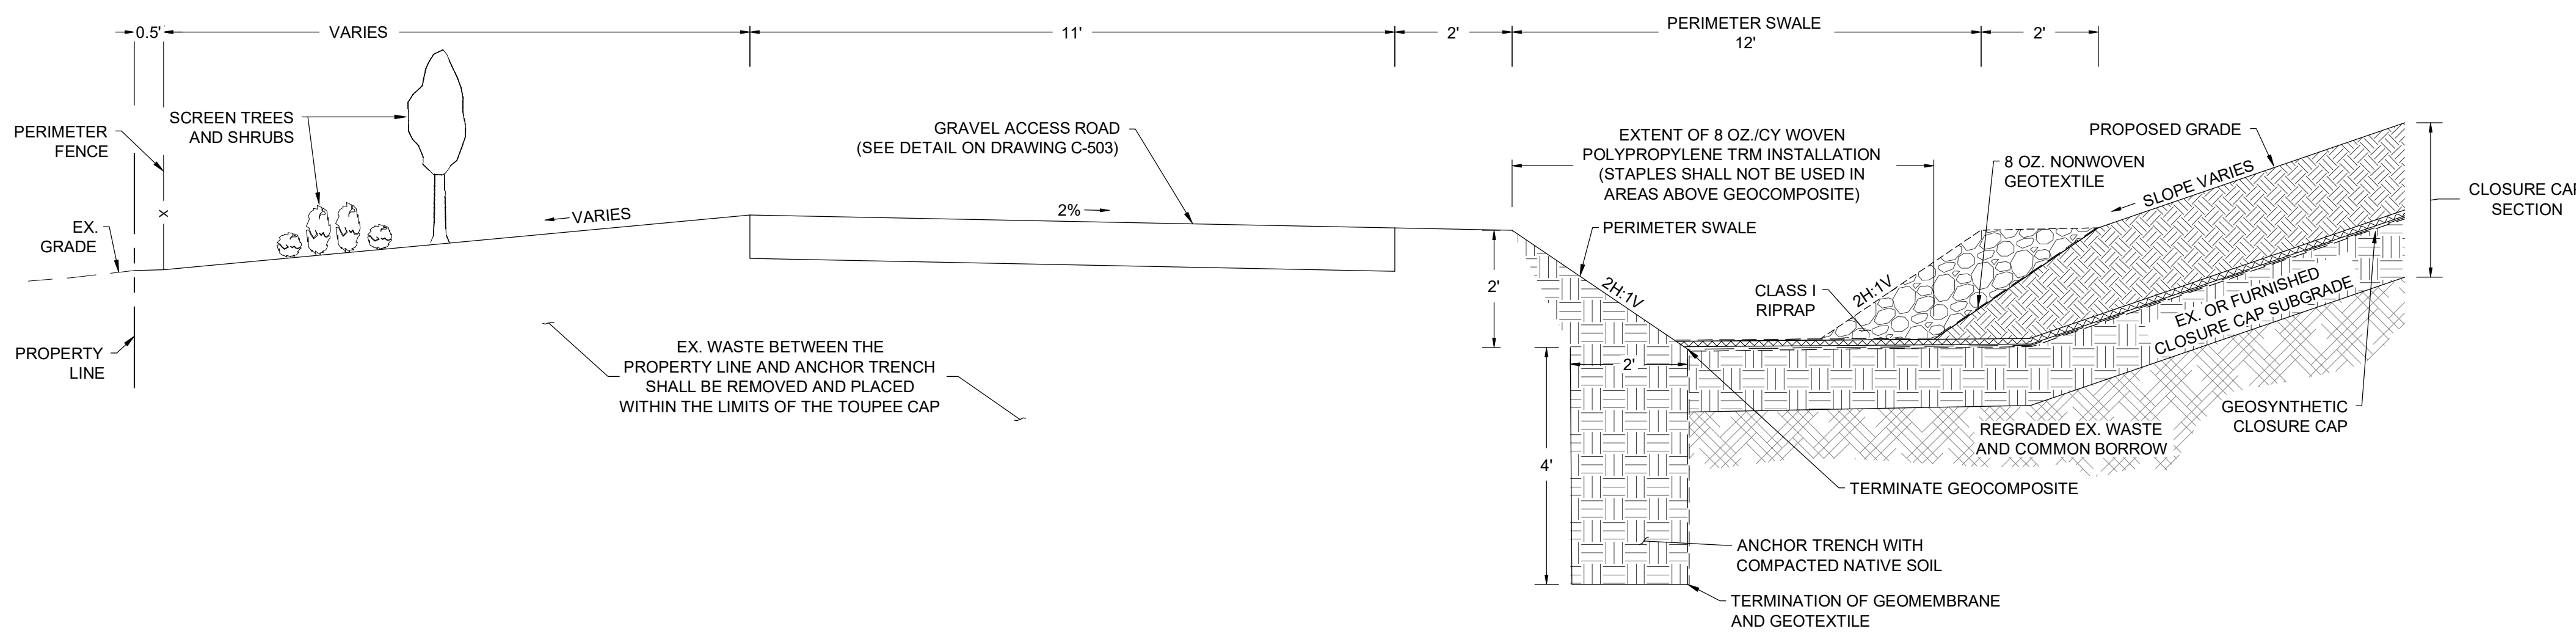 0.5'
VARIES
11'
2'
PERIMETER SWALE
12'
2'
PERIMETER
FENCE
SCREEN TREES
AND SHRUBS
GRAVEL ACCESS ROAD
(SEE DETAIL ON DRAWING C-503)
EXTENT OF 8 OZ./CY WOVEN
POLYPROPYLENE TRM INSTALLATION
(STAPLES SHALL NOT BE USED IN
AREAS ABOVE GEOCOMPOSITE)
PROPOSED GRADE
8 OZ. NONWOVEN
GEOTEXTILE
SLOPE VARIES
CLOSURE CAP
SECTION
EX.
GRADE
X
VARIES
2%
PERIMETER SWALE
2'
2H:1V
CLASS I
RIPRAP
2H:1V
EX. OR FURNISHED
CLOSURE CAP SUBGRADE
PROPERTY
LINE
EX. WASTE BETWEEN THE
PROPERTY LINE AND ANCHOR TRENCH
SHALL BE REMOVED AND PLACED
WITHIN THE LIMITS OF THE TOUPEE CAP
2'
GEOSYNTHETIC
CLOSURE CAP
REGRADED EX. WASTE
AND COMMON BORROW
4'
TERMINATE GEOCOMPOSITE
ANCHOR TRENCH WITH
COMPACTED NATIVE SOIL
TERMINATION OF GEOMEMBRANE
AND GEOTEXTILE